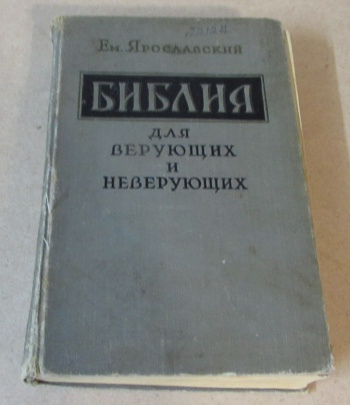 Ем. Ярославский
БИБЛИЯ
ДЛЯ
ВЕРУЮЩИХ
И
НЕВЕРУЮЩИХ